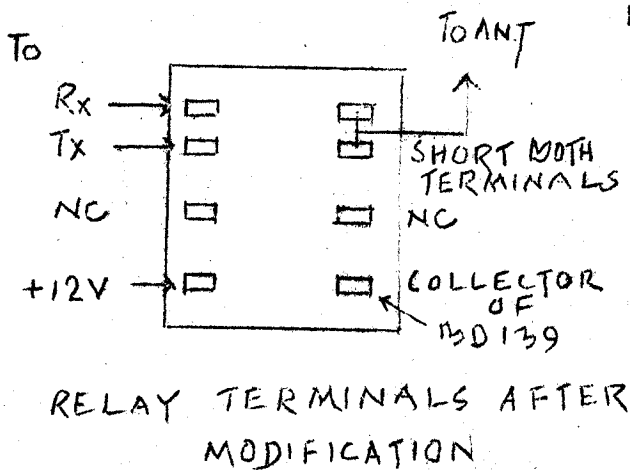 To
TO ANT
Rx
Tx
SHORT BOTH
TERMINALS
NC
NC
+12V
COLLECTOR
OF
BD139
RELAY TERMINALS AFTER
MODIFICATION